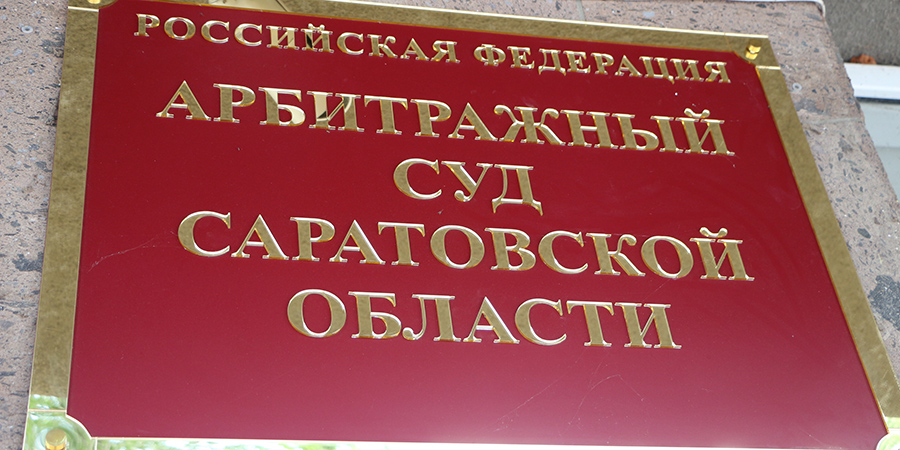 РОССИЙСКАЯ ФЕДЕРАЦИЯ
АРБИТРАЖНЫЙ
СУД
САРАТОВСКОЙ
ОБЛАСТИ